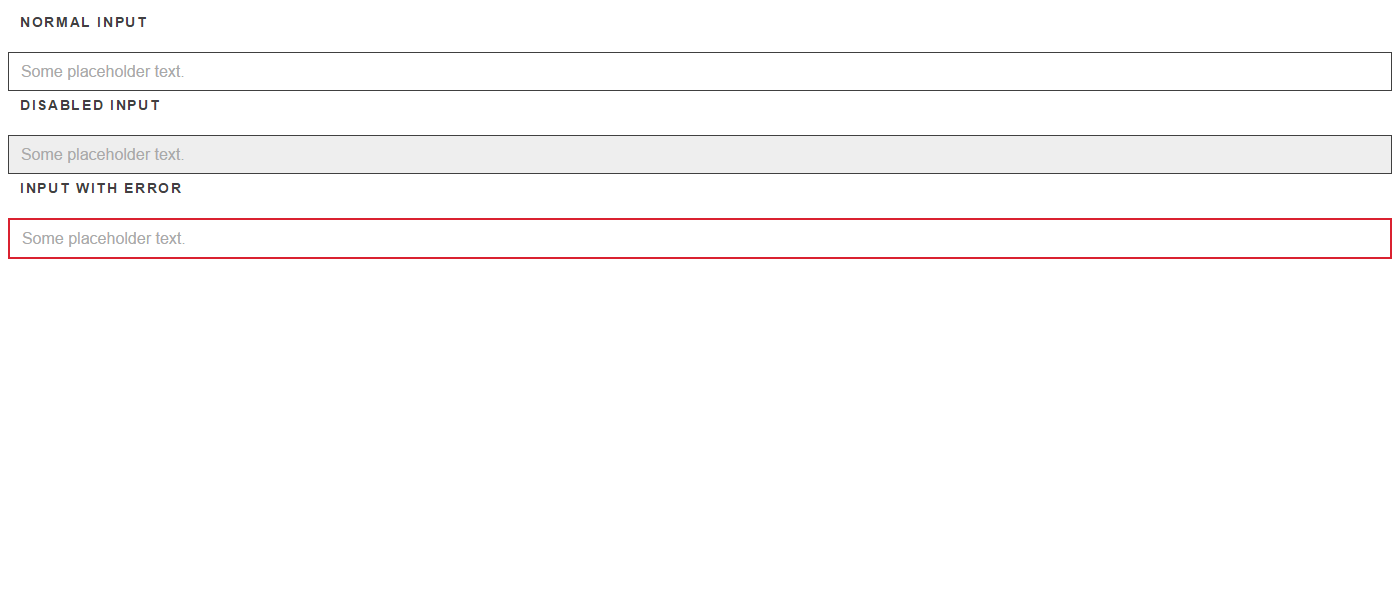 NORMAL INPUT
Some placeholder text.
DISABLED INPUT
Some placeholder text.
INPUT WITH ERROR
Some placeholder text.